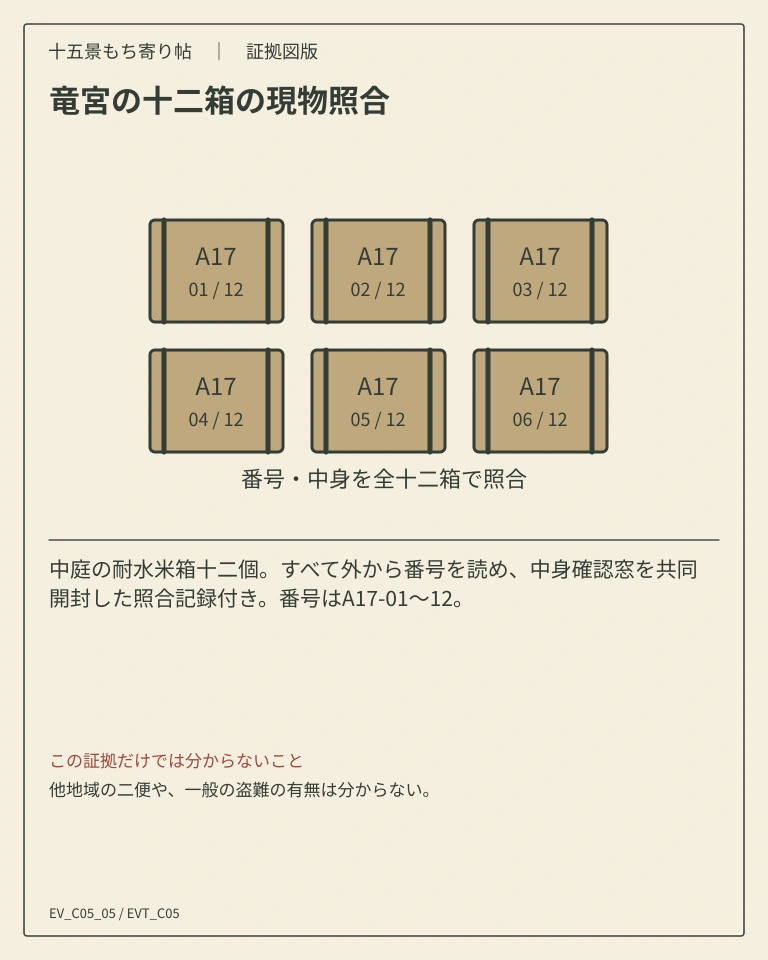 十五景もち寄り帖 ｜ 証拠図版
竜宮の十二箱の現物照合
A17 A17 A17
01 / 12 02 / 12 03 / 12
A17 A17 A17
04 / 12 05 / 12 06 / 12
番号・中身を全十二箱で照合
中庭の耐水米箱十二個。すべて外から番号を読め、中身確認窓を共同
開封した照合記録付き。番号はA17-01〜12。
この証拠だけでは分からないこと
他地域の二便や、一般の盗難の有無は分からない。
EV_C05_05 / EVT_C05